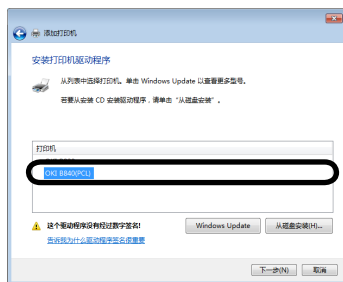 添加打印机
安装打印机驱动程序
从列表中选择打印机。单击 Windows Update 以查看更多型号。
若要从安装 CD 安装驱动程序，请单击“从磁盘安装”。
打印机
OKI B840(PCL)
这个驱动程序没有经过数字签名!
Windows Update
从磁盘安装(H)...
告诉我为什么驱动程序签名很重要
下一步(N)
取消